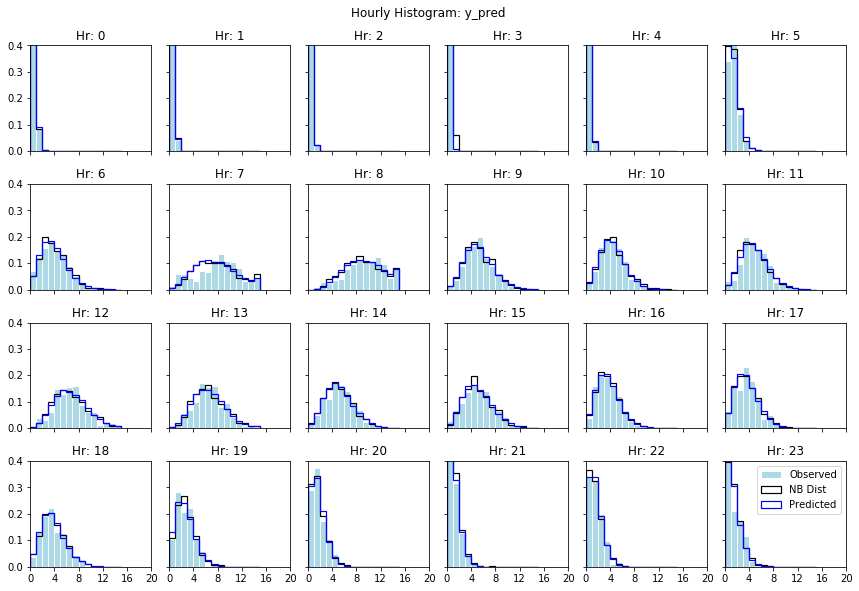 Hourly Histogram: y_pred
Hr: 0 Hr: 1 Hr: 2 Hr: 3 Hr: 4 Hr: 5
0.4
0.3
0.2
0.1
0.0
Hr: 6 Hr: 7 Hr: 8 Hr: 9 Hr: 10 Hr: 11
0.4
0.3
0.2
0.1
0.0
Hr: 12 Hr: 13 Hr: 14 Hr: 15 Hr: 16 Hr: 17
0.4
0.3
0.2
0.1
0.0
Hr: 18 Hr: 19 Hr: 20 Hr: 21 Hr: 22 Hr: 23
0.4
0.3
0.2
0.1
0.0
Observed
NB Dist
Predicted
0 4 8 12 16 20 0 4 8 12 16 20 0 4 8 12 16 20 0 4 8 12 16 20 0 4 8 12 16 20 0 4 8 12 16 20